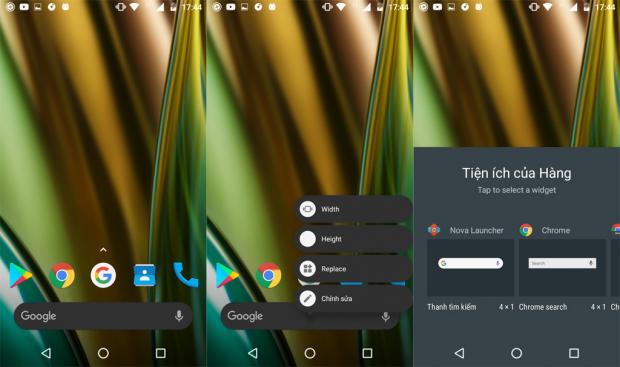 17:44
Google
17:44
Width
Height
Replace
Chỉnh sửa
Google
17:44
Tiện ích của Hàng
Tap to select a widget
Nova Launcher
Chrome
Search
Thanh tìm kiếm 4 × 1
Chrome search 4 × 1
Ch